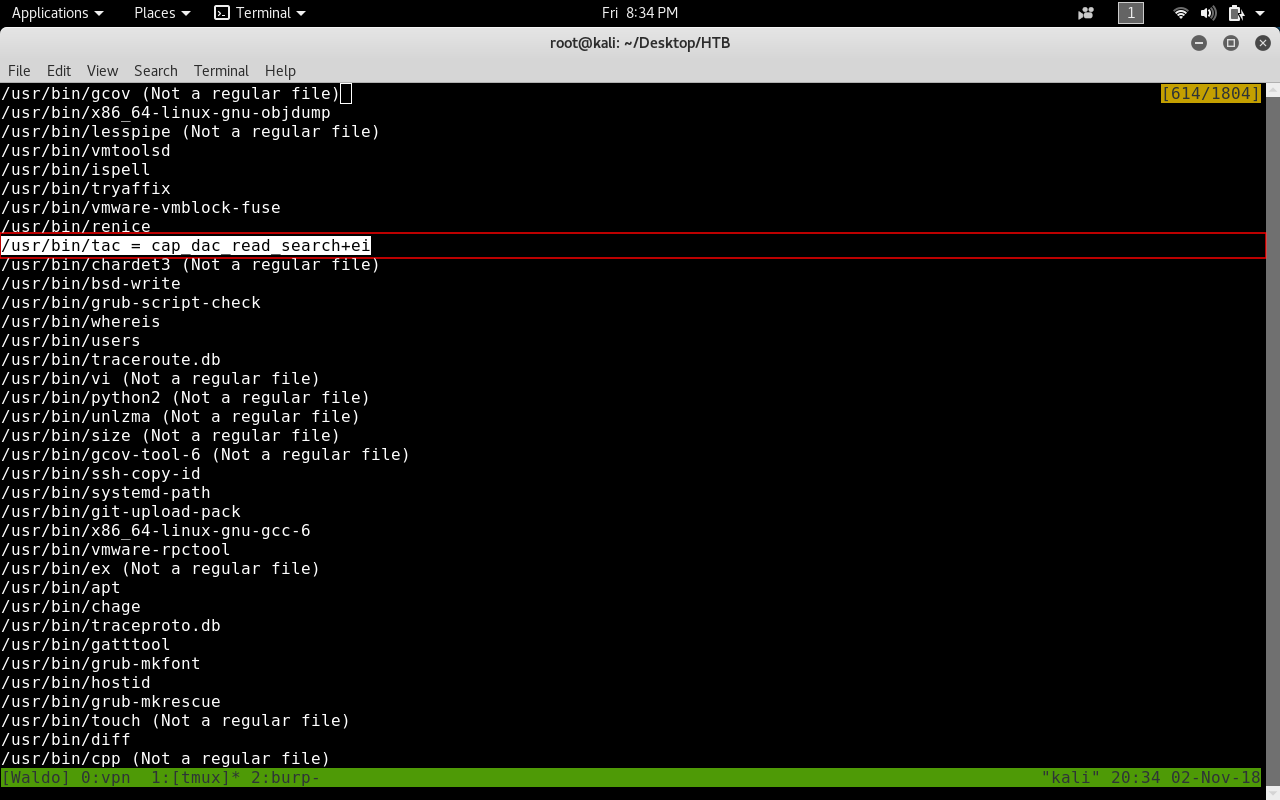 Applications Places Terminal Fri 8:34 PM 1
root@kali: ~/Desktop/HTB
File Edit View Search Terminal Help
/usr/bin/gcov (Not a regular file) [614/1804]
/usr/bin/x86_64-linux-gnu-objdump
/usr/bin/lesspipe (Not a regular file)
/usr/bin/vmtoolsd
/usr/bin/ispell
/usr/bin/tryaffix
/usr/bin/vmware-vmblock-fuse
/usr/bin/renice
/usr/bin/tac = cap_dac_read_search+ei
/usr/bin/chardet3 (Not a regular file)
/usr/bin/bsd-write
/usr/bin/grub-script-check
/usr/bin/whereis
/usr/bin/users
/usr/bin/traceroute.db
/usr/bin/vi (Not a regular file)
/usr/bin/python2 (Not a regular file)
/usr/bin/unlzma (Not a regular file)
/usr/bin/size (Not a regular file)
/usr/bin/gcov-tool-6 (Not a regular file)
/usr/bin/ssh-copy-id
/usr/bin/systemd-path
/usr/bin/git-upload-pack
/usr/bin/x86_64-linux-gnu-gcc-6
/usr/bin/vmware-rpctool
/usr/bin/ex (Not a regular file)
/usr/bin/apt
/usr/bin/chage
/usr/bin/traceproto.db
/usr/bin/gatttool
/usr/bin/grub-mkfont
/usr/bin/hostid
/usr/bin/grub-mkrescue
/usr/bin/touch (Not a regular file)
/usr/bin/diff
/usr/bin/cpp (Not a regular file)
[Waldo] 0:vpn 1:[tmux]* 2:burp- "kali" 20:34 02-Nov-18